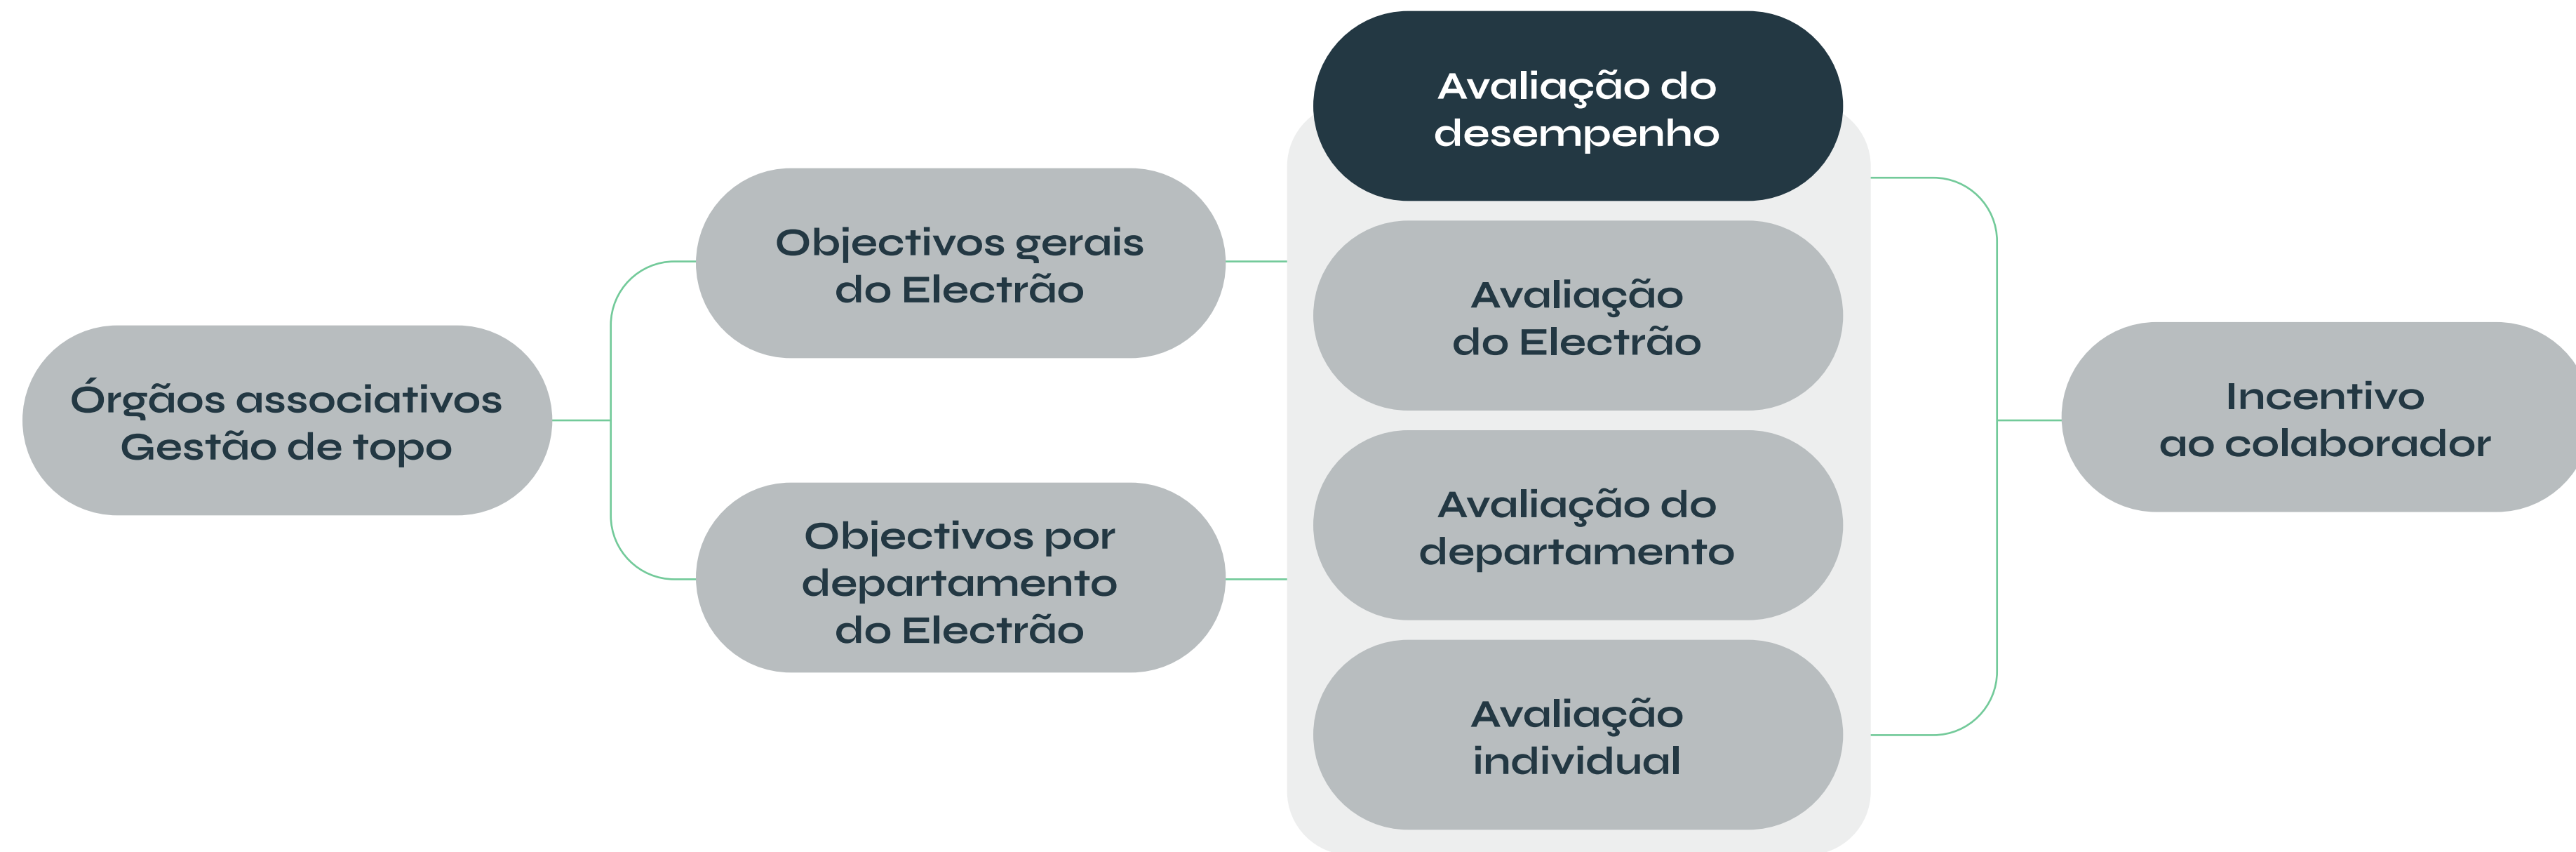 Órgãos associativos
Gestão de topo
Objectivos gerais
do Electrão
Objectivos por
departamento
do Electrão
Avaliação do
desempenho
Avaliação
do Electrão
Avaliação do
departamento
Avaliação
individual
Incentivo
ao colaborador